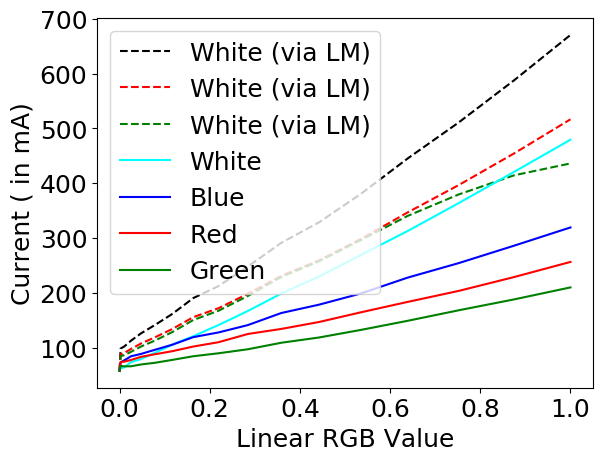 700
600
500
400
300
200
100
Current ( in mA)
White (via LM)
White (via LM)
White (via LM)
White
Blue
Red
Green
0.0 0.2 0.4 0.6 0.8 1.0
Linear RGB Value